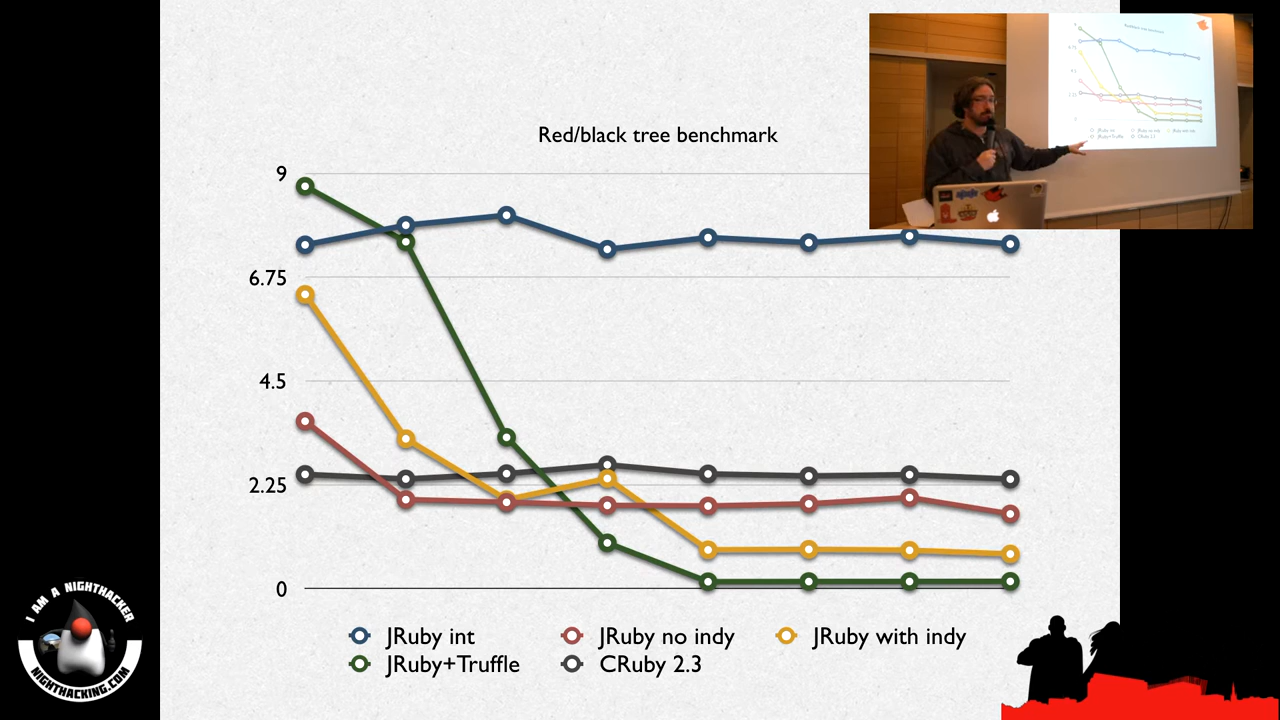 Red/black tree benchmark
9
6.75
4.5
2.25
0
JRuby int
JRuby no indy
JRuby with indy
JRuby+Truffle
CRuby 2.3
I AM A NIGHTHACKER
NIGHTHACKING.COM